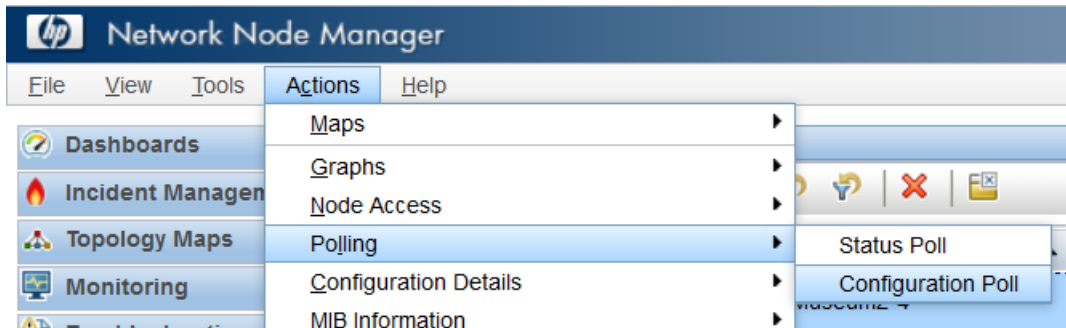 hp Network Node Manager
File View Tools Actions Help
Maps
Dashboards
Graphs
Incident Managem
Node Access
Topology Maps
Polling
Status Poll
Monitoring
Configuration Details
Configuration Poll
MIB Information